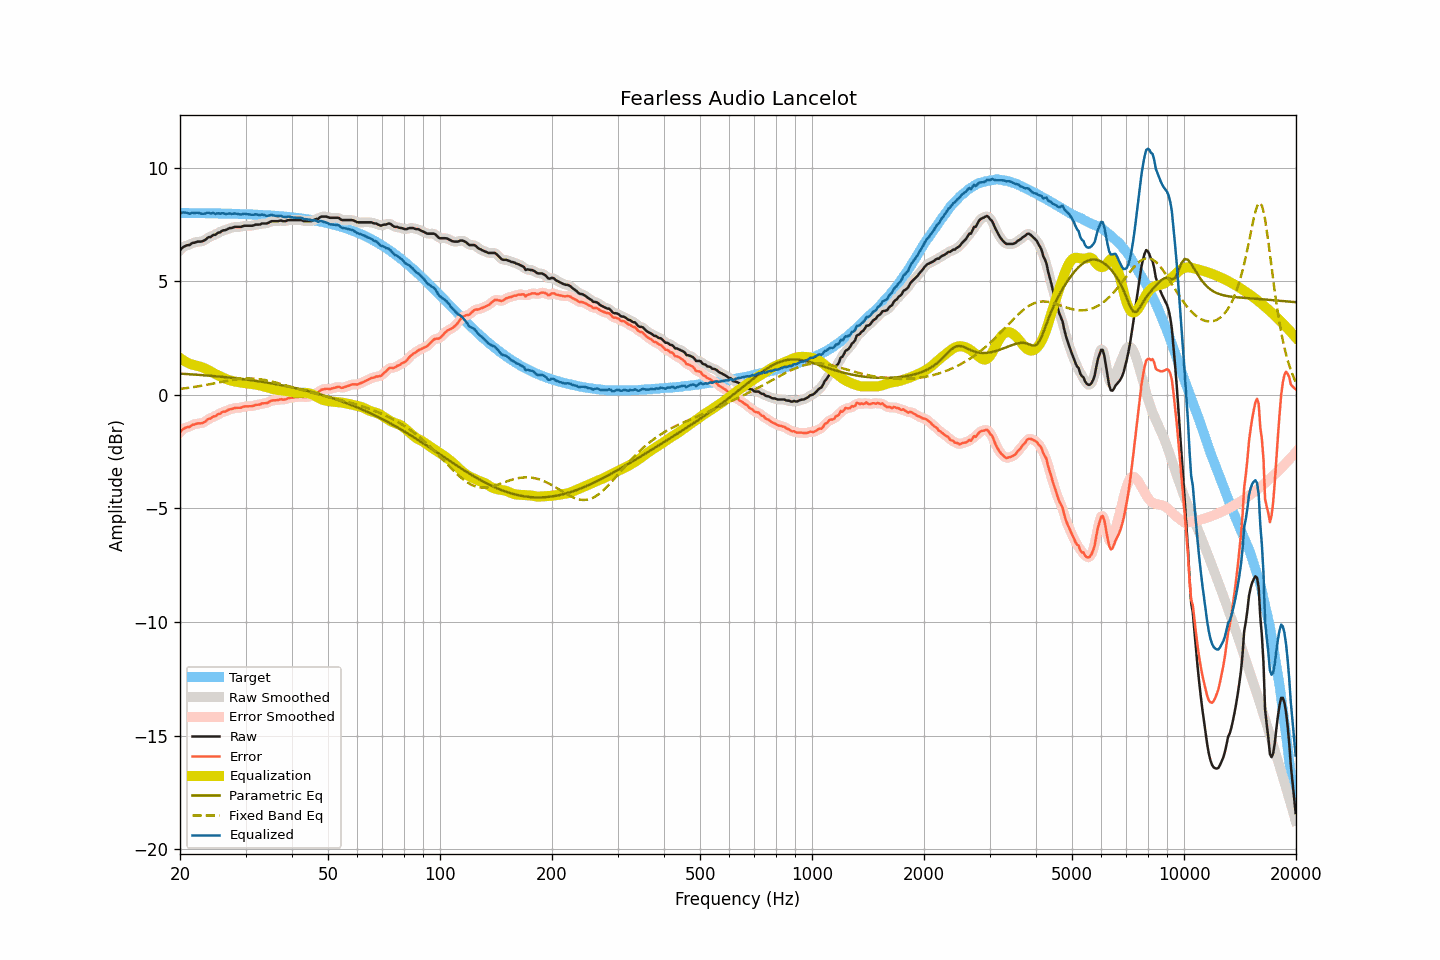 Fearless Audio Lancelot
10
5
0
−5
−10
−15
−20
Amplitude (dBr)
Target
Raw Smoothed
Error Smoothed
Raw
Error
Equalization
Parametric Eq
Fixed Band Eq
Equalized
20 50 100 200 500 1000 2000 5000 10000 20000
Frequency (Hz)